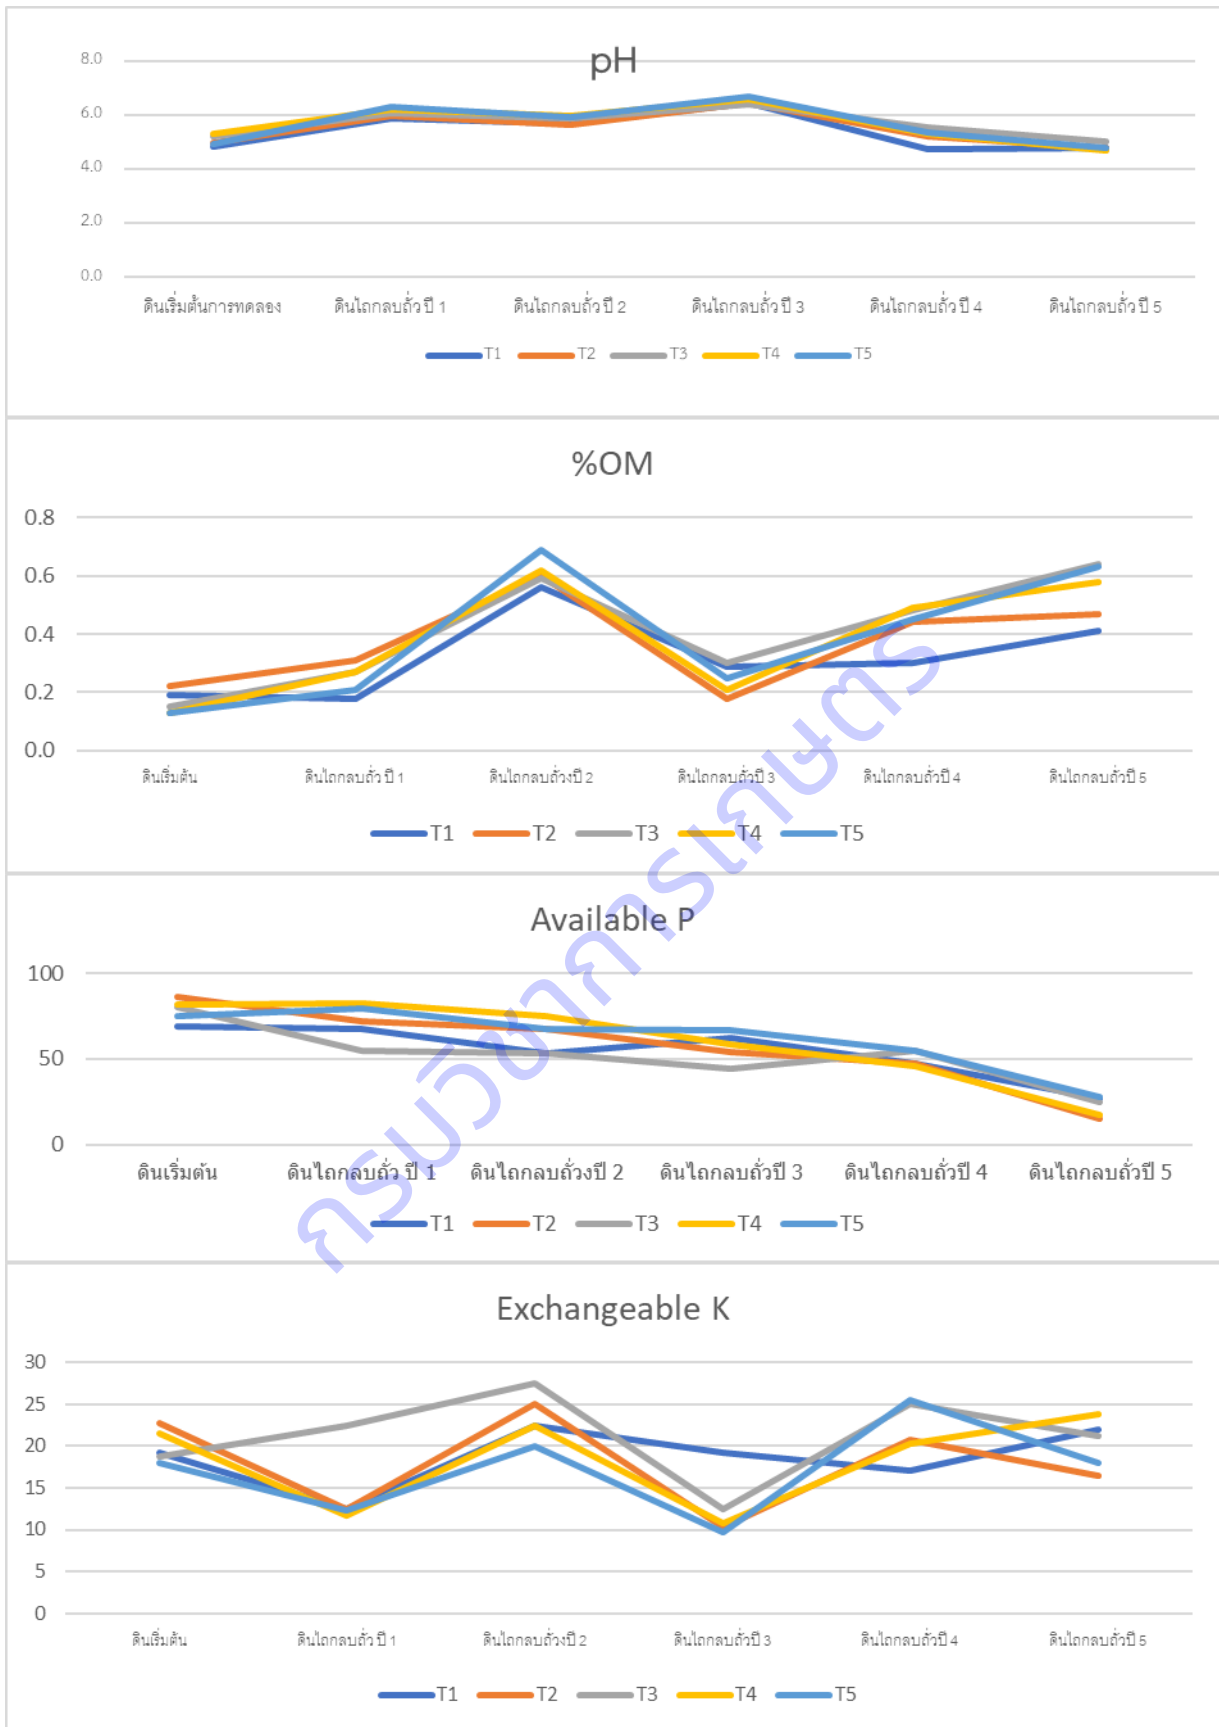 pH
8.0
6.0
4.0
2.0
0.0
ดินเริ่มต้นการทดลอง ดินไถกลบถั่ว ปี 1 ดินไถกลบถั่ว ปี 2 ดินไถกลบถั่ว ปี 3 ดินไถกลบถั่ว ปี 4 ดินไถกลบถั่ว ปี 5
T1 T2 T3 T4 T5
%OM
0.8
0.6
0.4
0.2
0.0
ดินเริ่มต้น ดินไถกลบถั่ว ปี 1 ดินไถกลบถั่วงปี 2 ดินไถกลบถั่วปี 3 ดินไถกลบถั่วปี 4 ดินไถกลบถั่วปี 5
T1 T2 T3 T4 T5
Available P
100
50
0
ดินเริ่มต้น ดินไถกลบถั่ว ปี 1 ดินไถกลบถั่วงปี 2 ดินไถกลบถั่วปี 3 ดินไถกลบถั่วปี 4 ดินไถกลบถั่วปี 5
T1 T2 T3 T4 T5
Exchangeable K
30
25
20
15
10
5
0
ดินเริ่มต้น ดินไถกลบถั่ว ปี 1 ดินไถกลบถั่วงปี 2 ดินไถกลบถั่วปี 3 ดินไถกลบถั่วปี 4 ดินไถกลบถั่วปี 5
T1 T2 T3 T4 T5
กรมวิชาการเกษตร